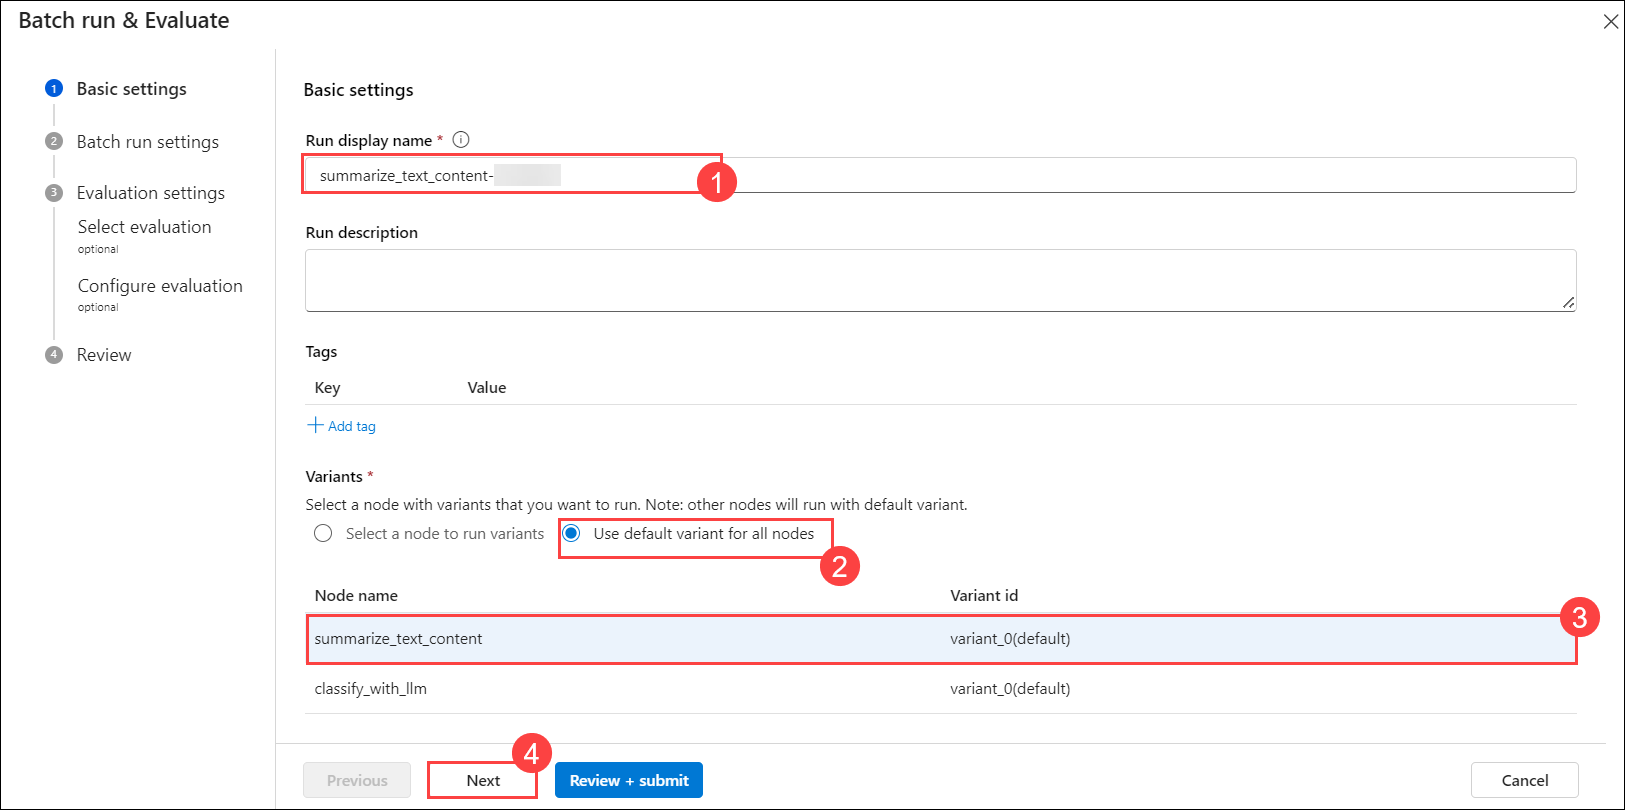 Batch run & Evaluate
1 Basic settings
2 Batch run settings
3 Evaluation settings
Select evaluation
optional
Configure evaluation
optional
4 Review
Basic settings
Run display name *
summarize_text_content-
1
Run description
Tags
Key Value
Add tag
Variants *
Select a node with variants that you want to run. Note: other nodes will run with default variant.
Select a node to run variants Use default variant for all nodes
2
Node name Variant id
3
summarize_text_content variant_0(default)
classify_with_llm variant_0(default)
4
Previous Next Review + submit Cancel